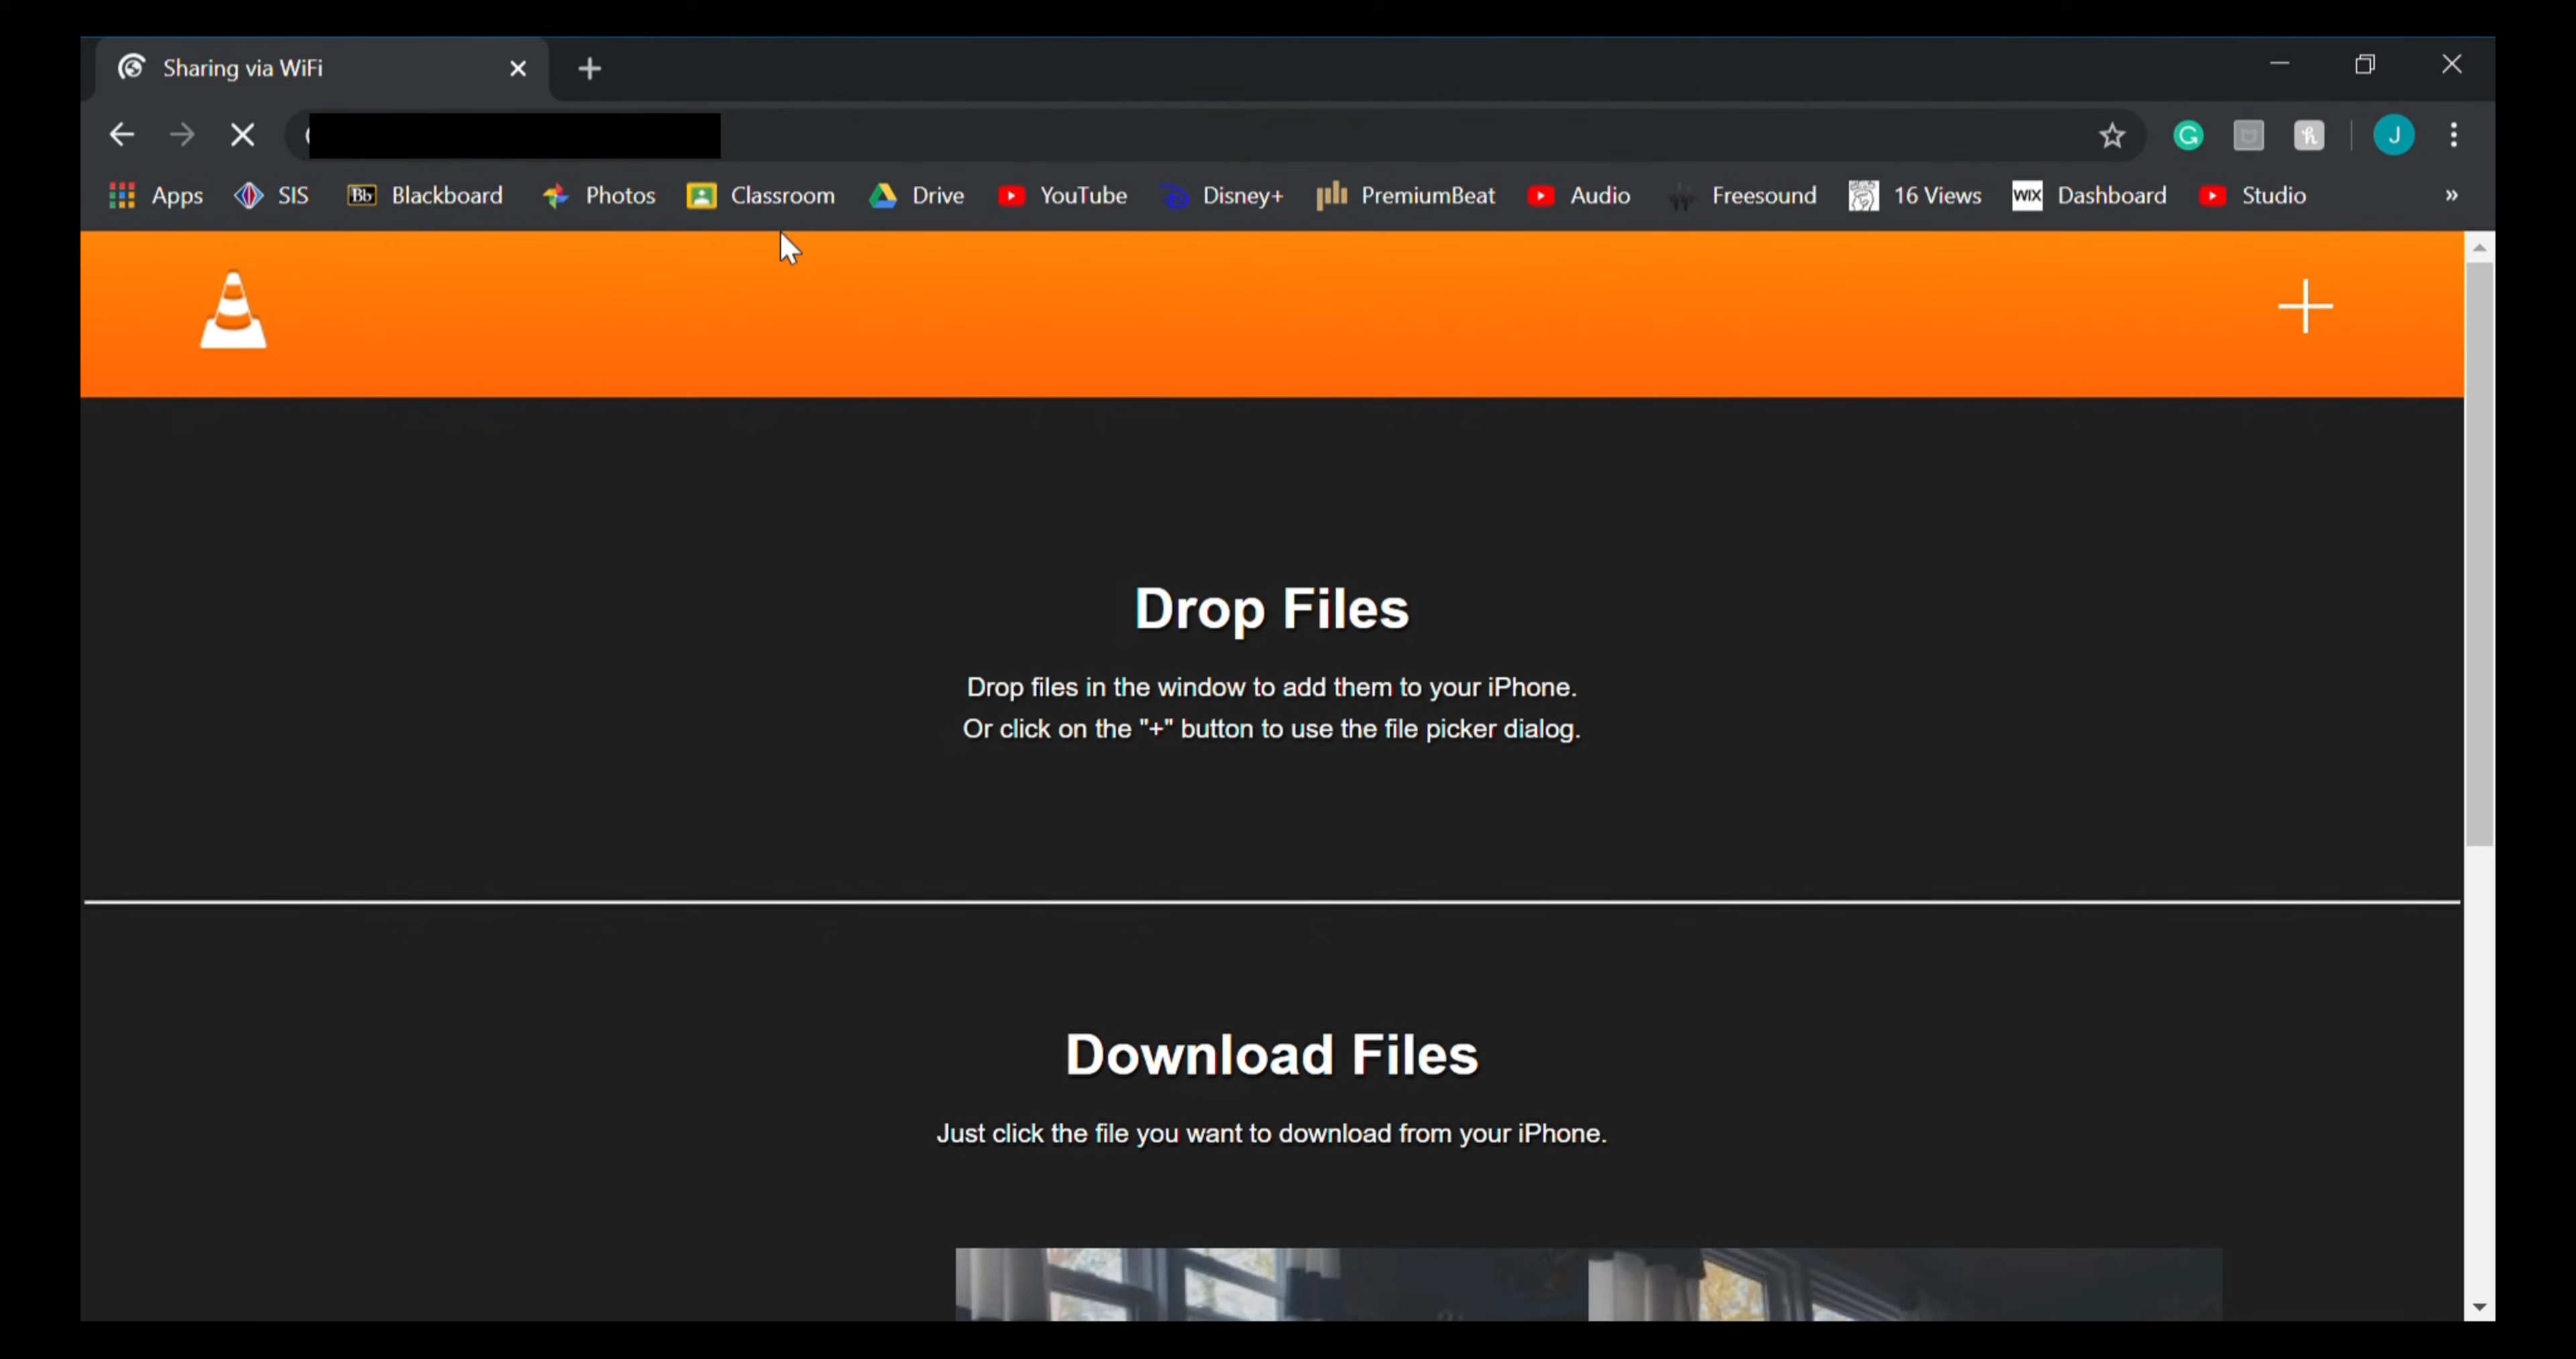 Sharing via WiFi
J
Apps SIS Bb Blackboard Photos Classroom Drive YouTube Disney+ PremiumBeat Audio Freesound 16 Views WIX Dashboard Studio »
Drop Files
Drop files in the window to add them to your iPhone.
Or click on the "+" button to use the file picker dialog.
Download Files
Just click the file you want to download from your iPhone.